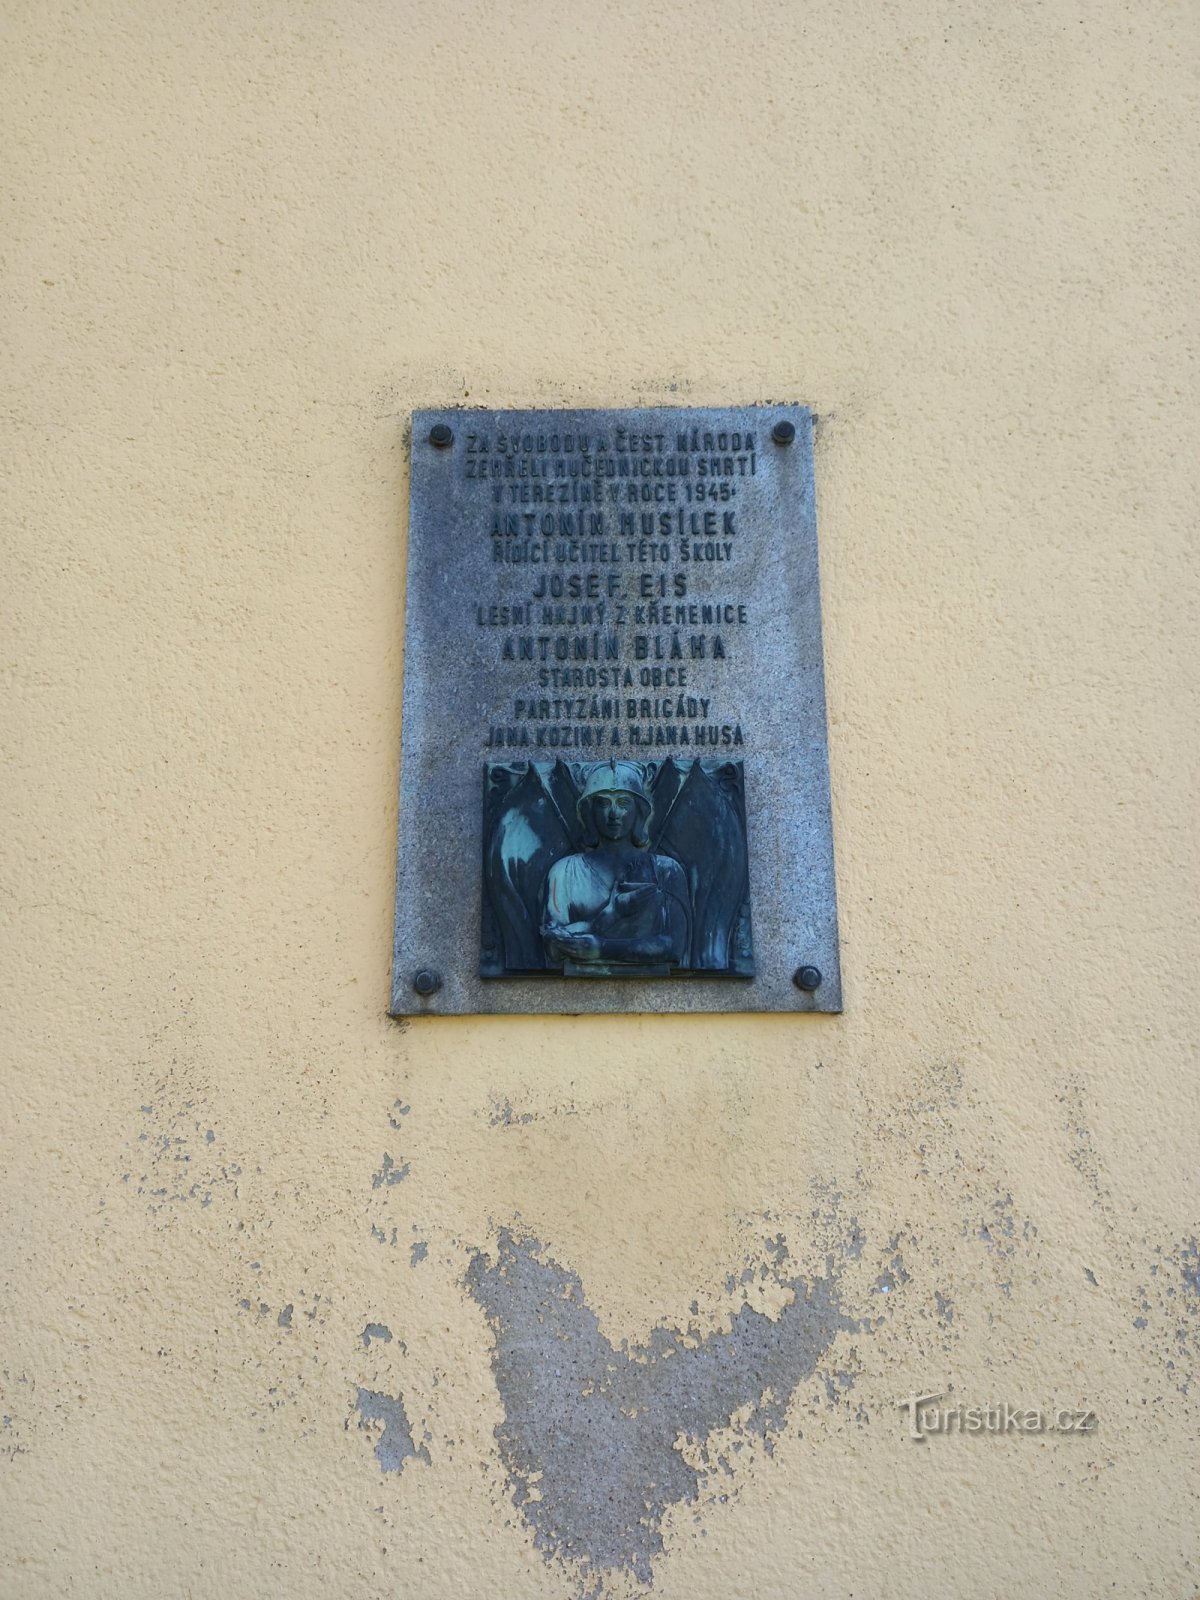 ZA SVOBODU A ČEST NÁRODA
ZEMŘELI MUČEDNICKOU SMRTÍ
V TEREZÍNĚ V ROCE 1945
ANTONÍN MUSÍLEK
ŘÍDÍCÍ UČITEL TÉTO ŠKOLY
JOSEF EIS
LESNÍ HAJNÝ Z KŘEMENICE
ANTONÍN BLÁHA
STAROSTA OBCE
PARTYZÁNI BRIGÁDY
JANA KOZINY A M.JANA HUSA
Turistika.cz